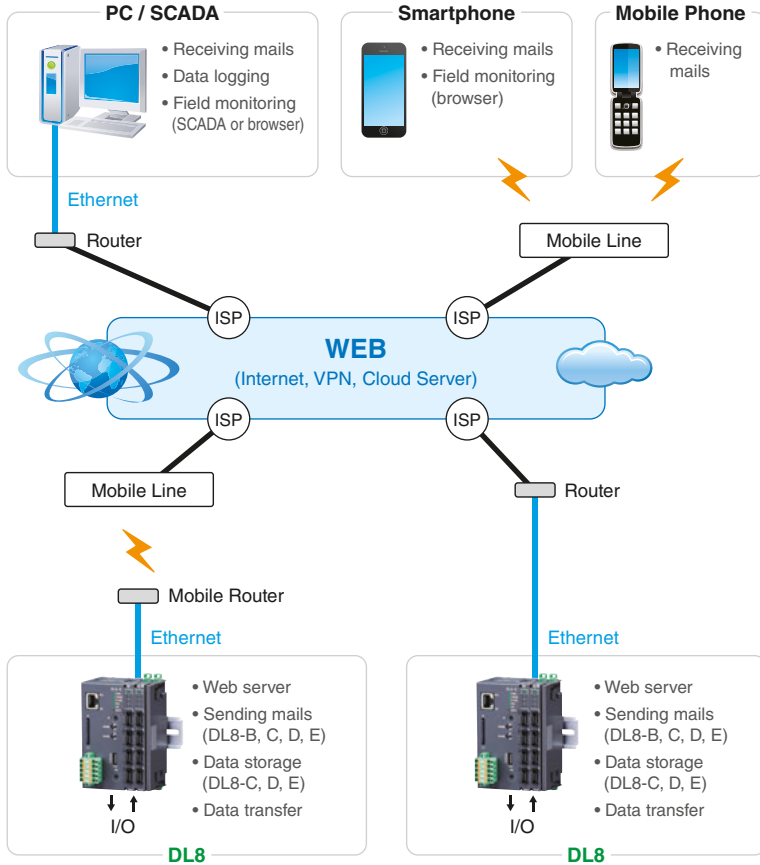 PC / SCADA
• Receiving mails
• Data logging
• Field monitoring
(SCADA or browser)
Smartphone
• Receiving mails
• Field monitoring
(browser)
Mobile Phone
• Receiving
mails
Ethernet
Router
Mobile Line
ISP
ISP
WEB
(Internet, VPN, Cloud Server)
ISP
ISP
Mobile Line
Router
Mobile Router
Ethernet
Ethernet
• Web server
• Sending mails
(DL8-B, C, D, E)
• Data storage
(DL8-C, D, E)
• Data transfer
I/O
DL8
• Web server
• Sending mails
(DL8-B, C, D, E)
• Data storage
(DL8-C, D, E)
• Data transfer
I/O
DL8